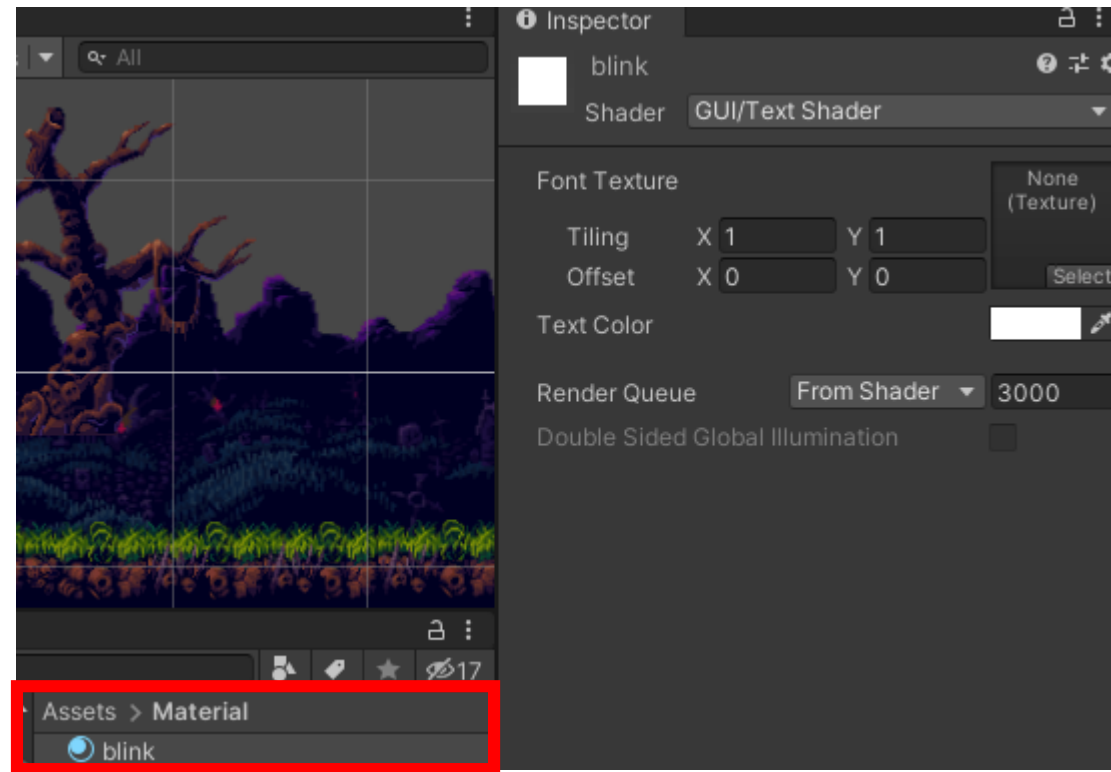 All
17
Assets > Material
blink
Inspector
blink
Shader GUI/Text Shader
Font Texture
None
(Texture)
Tiling X 1 Y 1
Offset X 0 Y 0
Select
Text Color
Render Queue From Shader 3000
Double Sided Global Illumination